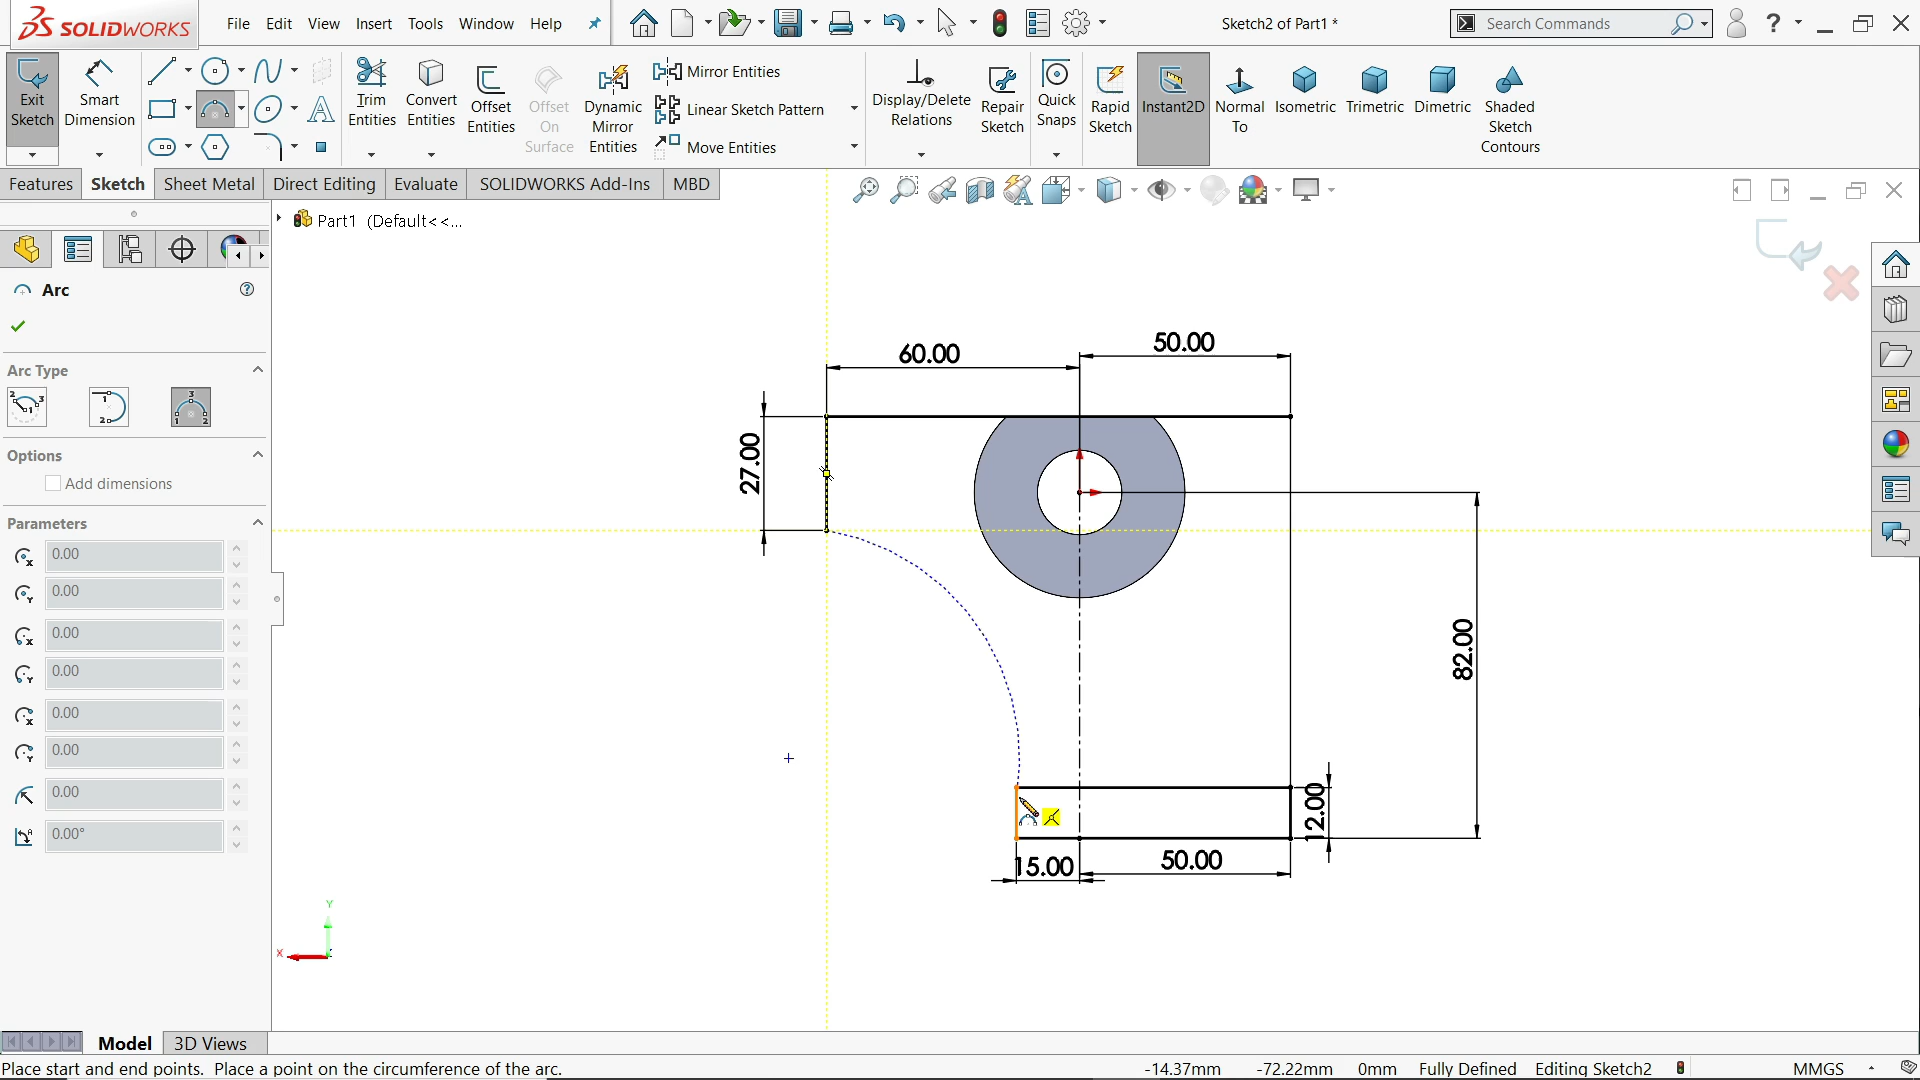 SOLIDWORKS
File Edit View Insert Tools Window Help
Sketch2 of Part1 *
Search Commands
Exit Sketch
Smart Dimension
Trim Entities
Convert Entities
Offset Entities
Offset On Surface
Dynamic Mirror Entities
Mirror Entities
Linear Sketch Pattern
Move Entities
Display/Delete Relations
Repair Sketch
Quick Snaps
Rapid Sketch
Instant2D
Normal To
Isometric
Trimetric
Dimetric
Shaded Sketch Contours
Features Sketch Sheet Metal Direct Editing Evaluate SOLIDWORKS Add-Ins MBD
Part1 (Default<<...
Arc
Arc Type
Options
Add dimensions
Parameters
0.00
0.00
0.00
0.00
0.00
0.00
0.00
0.00°
60.00
50.00
27.00
82.00
12.00
15.00
50.00
Y
X
Model 3D Views
Place start and end points. Place a point on the circumference of the arc.
-14.37mm -72.22mm 0mm Fully Defined Editing Sketch2 MMGS